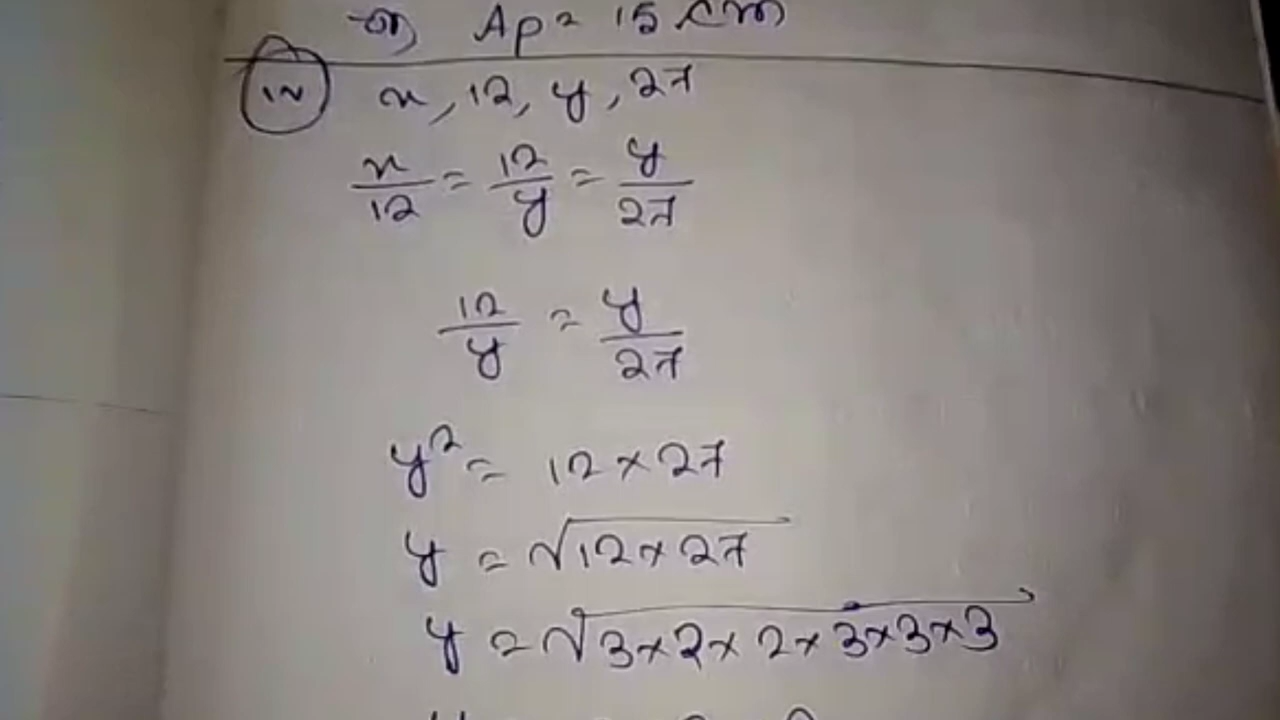 বা, AP = 15 cm
(iv) x, 12, y, 27
x/12 = 12/y = y/27
12/y = y/27
y² = 12 × 27
y = √12 × 27
y = √3 × 2 × 2 × 3 × 3 × 3